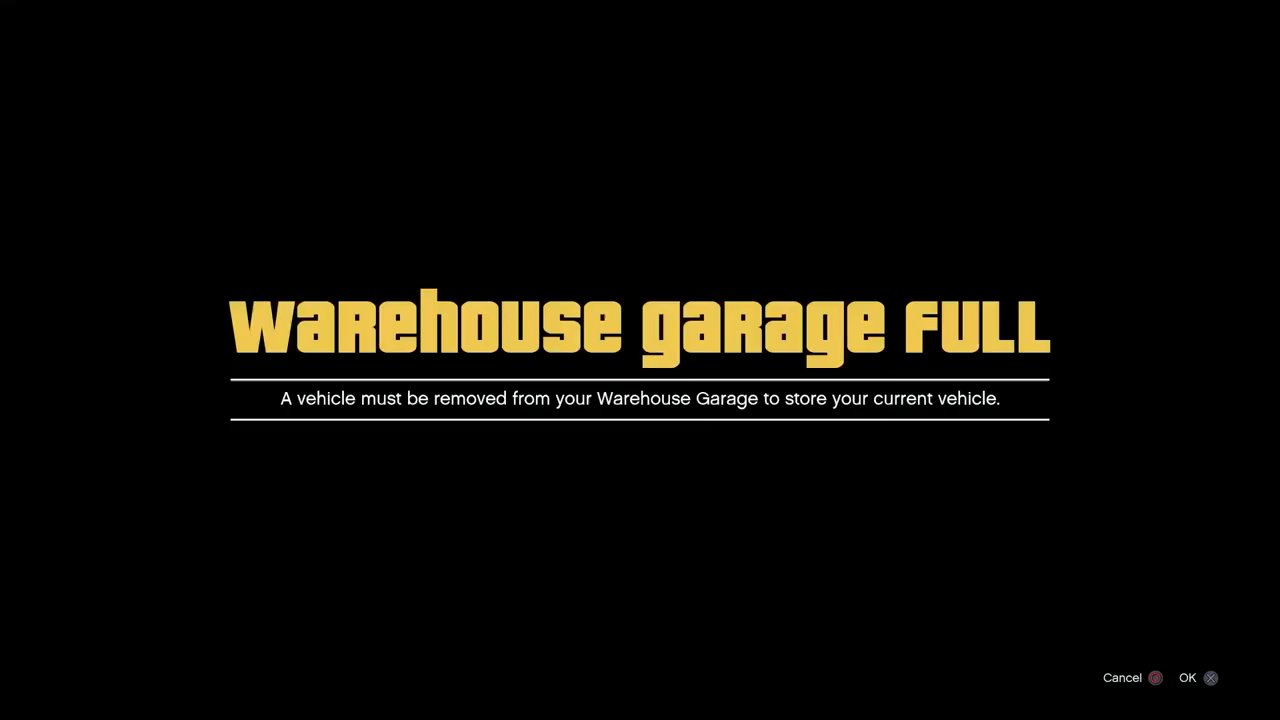 warehouse garage full
A vehicle must be removed from your Warehouse Garage to store your current vehicle.
Cancel OK